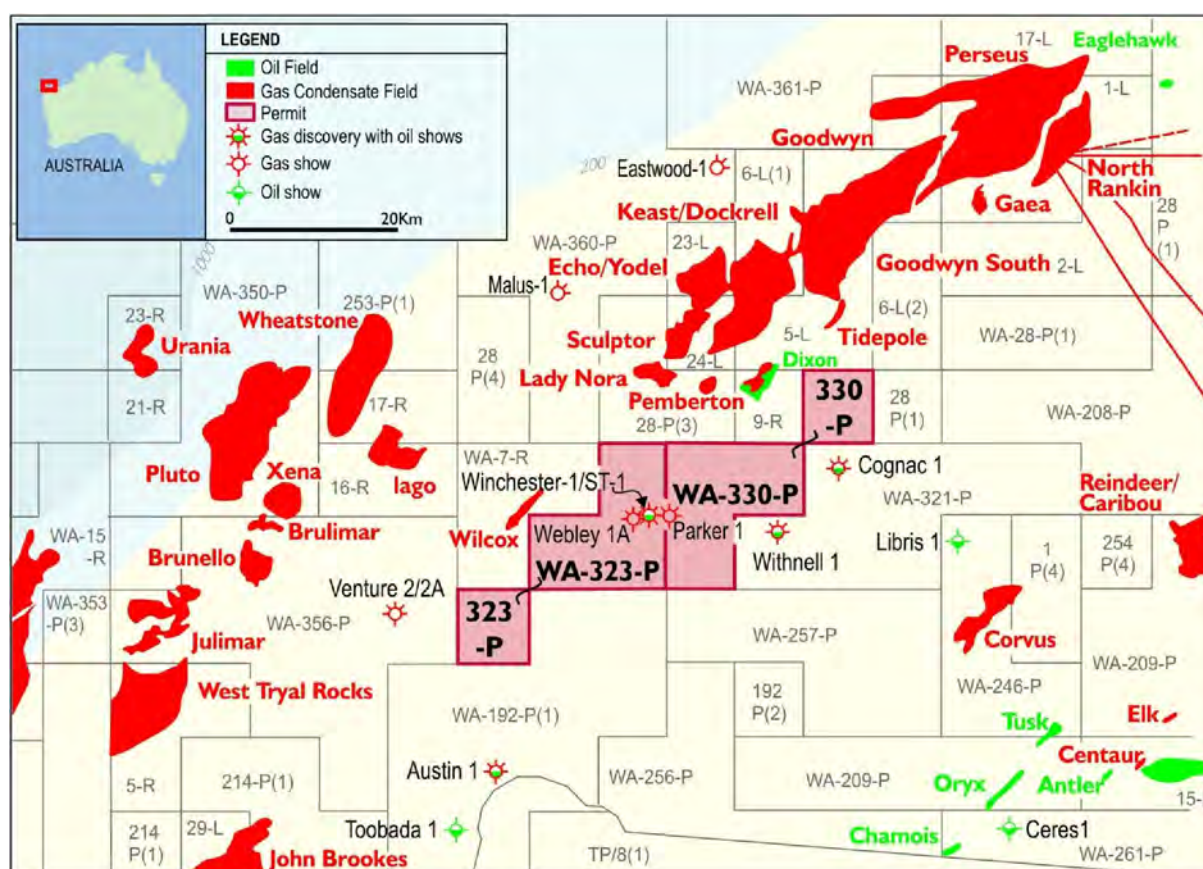 LEGEND
Oil Field
Gas Condensate Field
Permit
Gas discovery with oil shows
Gas show
Oil show
0 20Km
AUSTRALIA
17-L
Eaglehawk
Perseus
WA-361-P
1-L
Goodwyn
200
Eastwood-1
6-L(1)
North
Rankin
Gaea
Keast/Dockrell
28
P
(1)
WA-360-P
23-L
1000
Echo/Yodel
Goodwyn South
2-L
Malus-1
WA-350-P
253-P(1)
23-R
Wheatstone
6-L(2)
Urania
Sculptor
5-L
Tidepole
WA-28-P(1)
28
P(4)
24-L
Dixon
Lady Nora
330
-P
21-R
17-R
Pemberton
28
P(1)
WA-208-P
28-P(3)
9-R
Pluto
Xena
Iago
WA-7-R
16-R
Winchester-1/ST-1
WA-330-P
Cognac 1
WA-321-P
Reindeer/
Caribou
Brulimar
Wilcox
Webley 1A
Parker 1
WA-15
-R
Brunello
WA-323-P
Withnell 1
Libris 1
1
P(4)
254
P(4)
Venture 2/2A
WA-353
-P(3)
323
-P
Julimar
WA-356-P
WA-257-P
Corvus
WA-209-P
West Tryal Rocks
WA-246-P
192
P(2)
WA-192-P(1)
Tusk
Elk
Centaur
Austin 1
5-R
214-P(1)
WA-256-P
WA-209-P
Oryx
Antler
15-
Toobada 1
214
P(1)
29-L
Ceres1
Chamois
John Brookes
TP/8(1)
WA-261-P